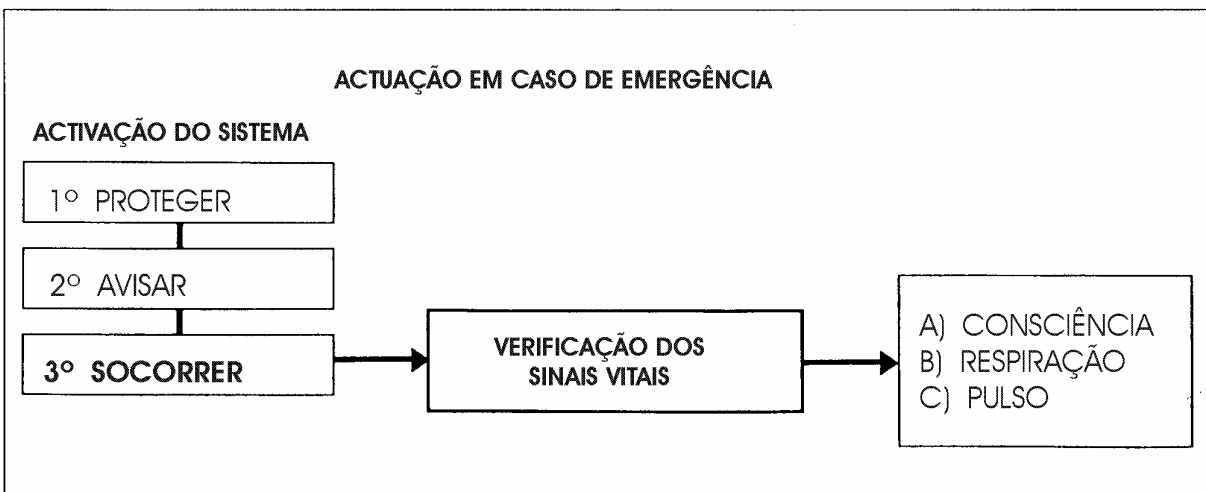 ACTUAÇÃO EM CASO DE EMERGÊNCIA
ACTIVAÇÃO DO SISTEMA
1º PROTEGER
2º AVISAR
3º SOCORRER
VERIFICAÇÃO DOS
SINAIS VITAIS
A) CONSCIÊNCIA
B) RESPIRAÇÃO
C) PULSO